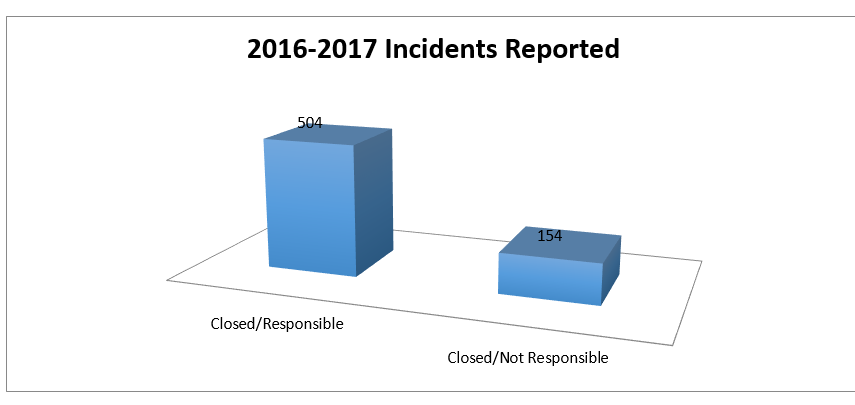 2016-2017 Incidents Reported
504
154
Closed/Responsible
Closed/Not Responsible